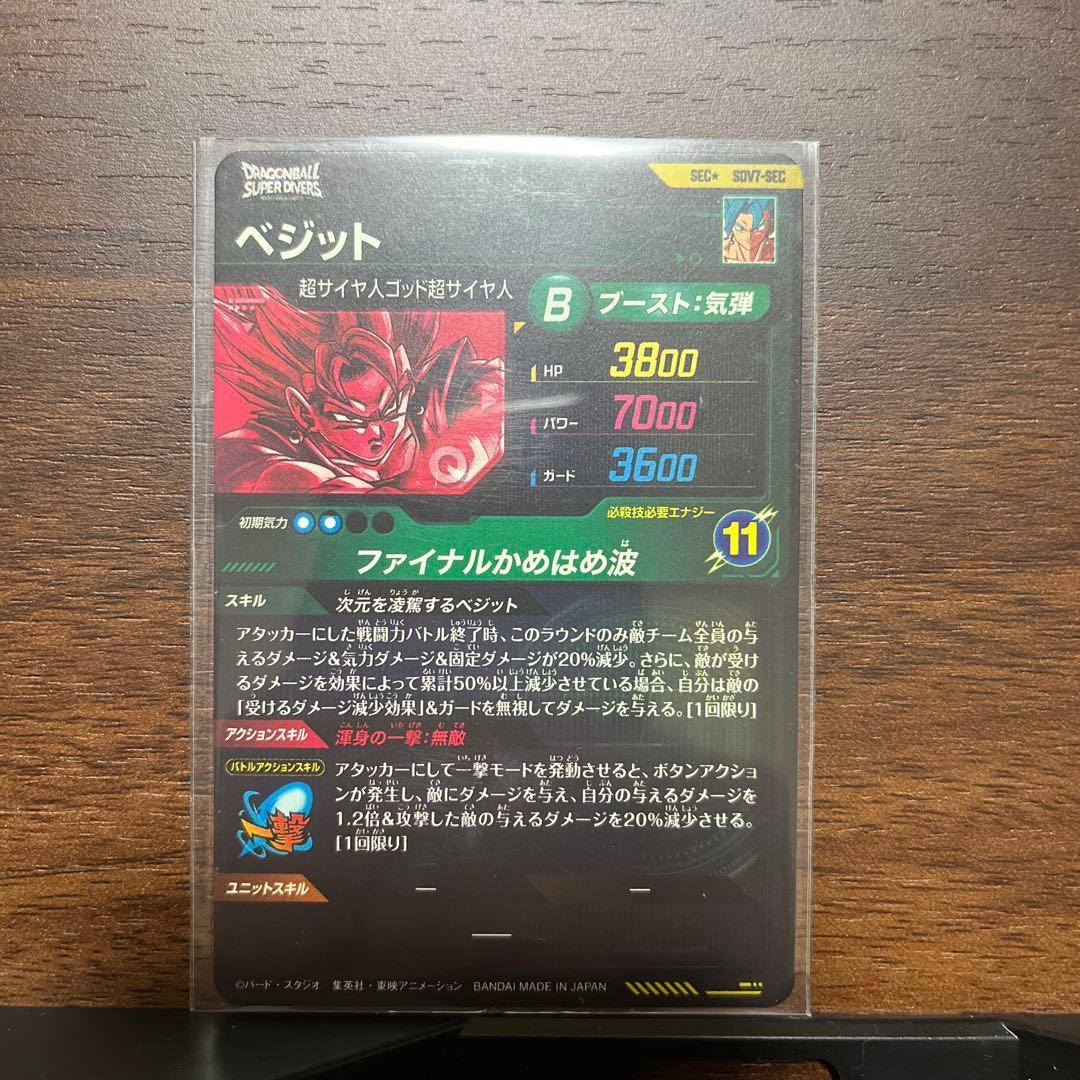 DRAGONBALL
SUPER DIVERS
SEC★ SDV7-SEC
ベジット
超サイヤ人ゴッド超サイヤ人
B ブースト:気弾
HP 3800
パワー 7000
ガード 3600
初期気力
必殺技必要エナジー
11
ファイナルかめはめ波
スキル 次元を凌駕するベジット
アタッカーにした戦闘力バトル終了時、このラウンドのみ敵チーム全員の与
えるダメージ&気力ダメージ&固定ダメージが20%減少。さらに、敵が受け
るダメージを効果によって累計50%以上減少させている場合、自分は敵の
「受けるダメージ減少効果」&ガードを無視してダメージを与える。[1回限り]
アクションスキル 渾身の一撃:無敵
バトルアクションスキル
アタッカーにして一撃モードを発動させると、ボタンアクショ
ンが発生し、敵にダメージを与え、自分の与えるダメージを
1.2倍&攻撃した敵の与えるダメージを20%減少させる。
[1回限り]
一撃
ユニットスキル ー ー
ー
©バード・スタジオ 集英社・東映アニメーション BANDAI MADE IN JAPAN